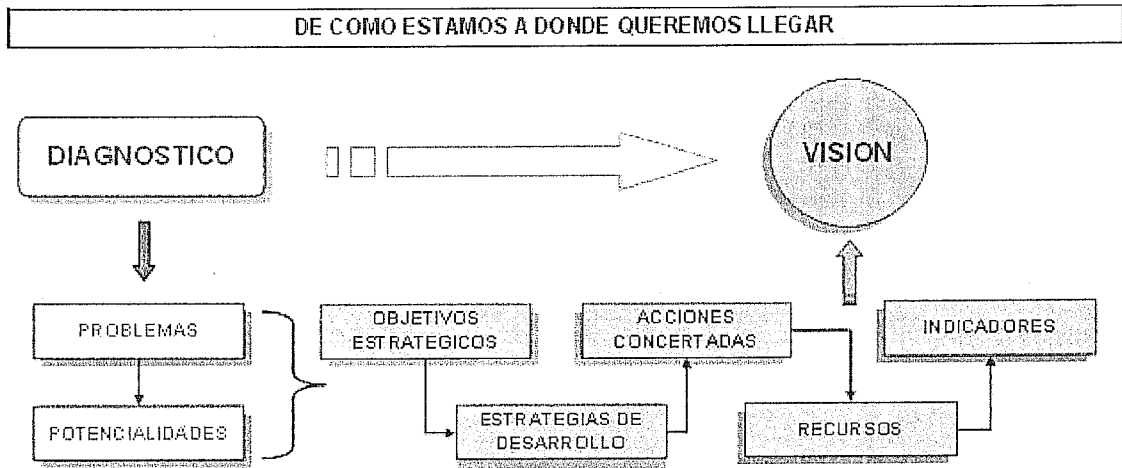 DE COMO ESTAMOS A DONDE QUEREMOS LLEGAR
DIAGNOSTICO
VISION
PROBLEMAS
POTENCIALIDADES
OBJETIVOS
ESTRATEGICOS
ESTRATEGIAS DE
DESARROLLO
ACCIONES
CONCERTADAS
RECURSOS
INDICADORES